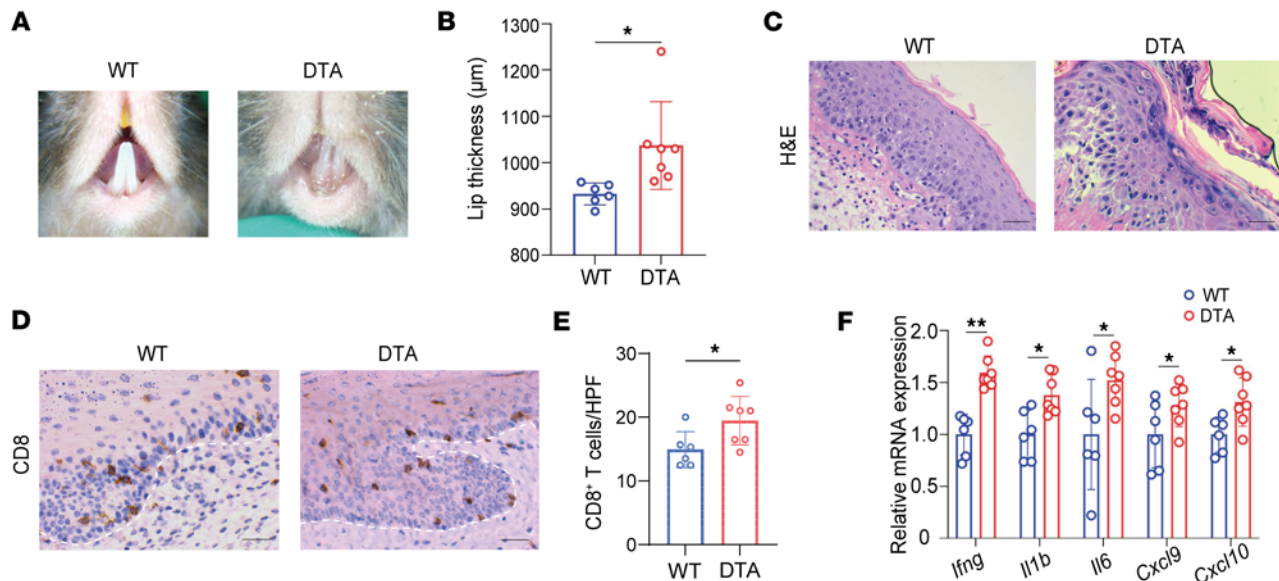 A
WT
DTA
B
*
Lip thickness (µm)
1300
1200
1100
1000
900
800
WT
DTA
C
WT
DTA
H&E
D
WT
DTA
CD8
E
*
CD8⁺ T cells/HPF
30
20
10
0
WT
DTA
F
WT
DTA
Relative mRNA expression
2.0
1.5
1.0
0.5
0
** * * * *
Ifng Il1b Il6 Cxcl9 Cxcl10